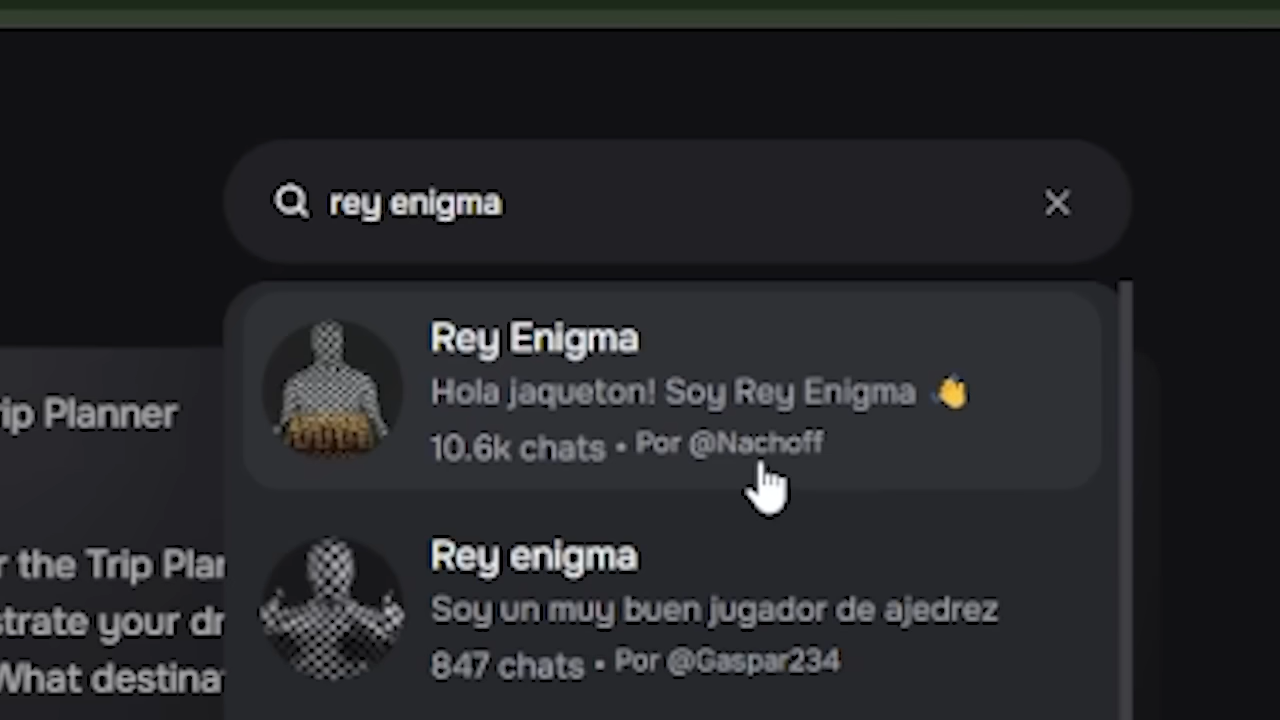 rey enigma
Rey Enigma
Hola jaqueton! Soy Rey Enigma 👋
10.6k chats • Por @Nachoff
Rey enigma
Soy un muy buen jugador de ajedrez
847 chats • Por @Gaspar234
rip Planner
r the Trip Plan
strate your dr
What destina